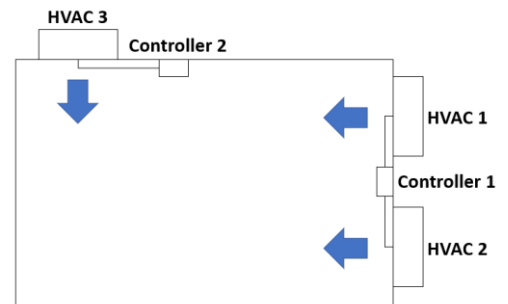 HVAC 3
Controller 2
HVAC 1
Controller 1
HVAC 2